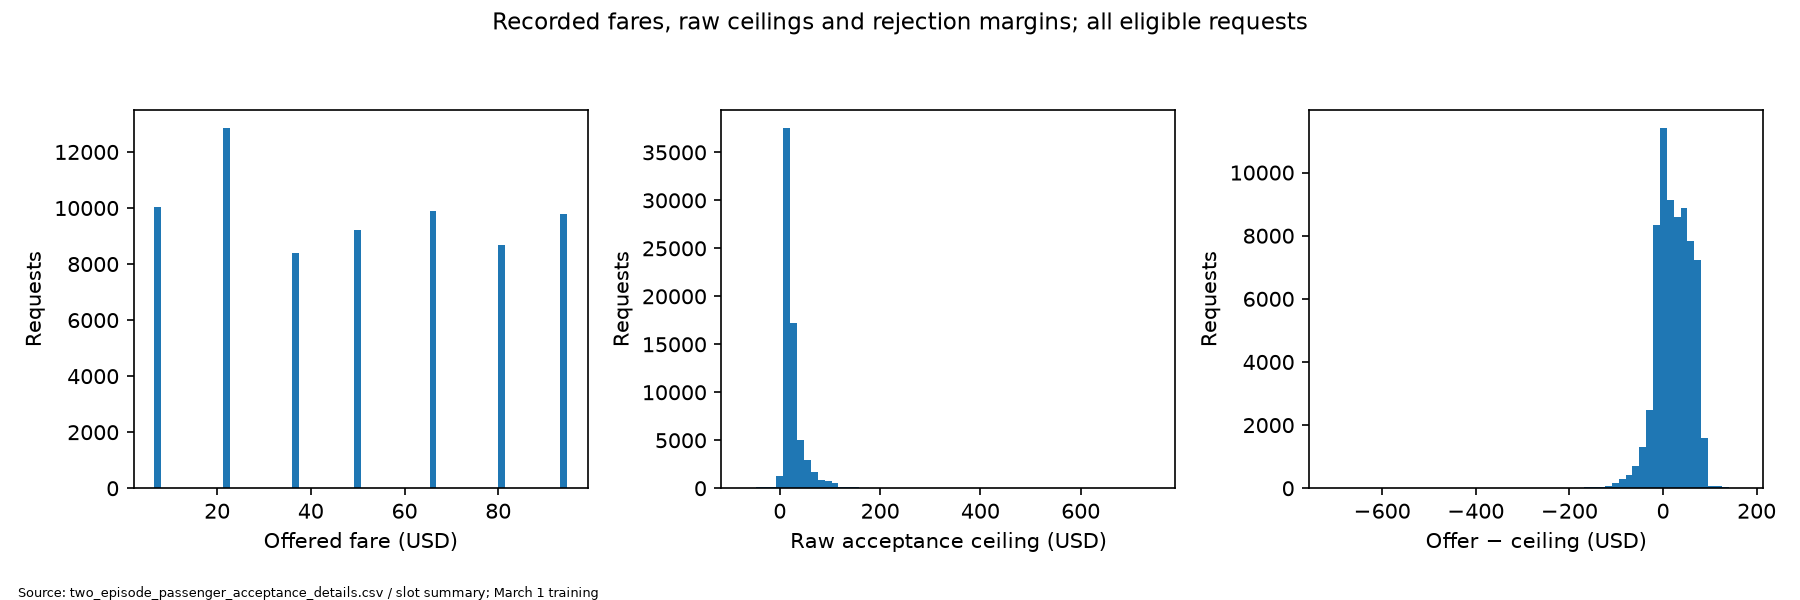 Recorded fares, raw ceilings and rejection margins; all eligible requests
12000
10000
8000
6000
4000
2000
0
Requests
20 40 60 80
Offered fare (USD)
35000
30000
25000
20000
15000
10000
5000
0
Requests
0 200 400 600
Raw acceptance ceiling (USD)
10000
8000
6000
4000
2000
0
Requests
−600 −400 −200 0 200
Offer − ceiling (USD)
Source: two_episode_passenger_acceptance_details.csv / slot summary; March 1 training